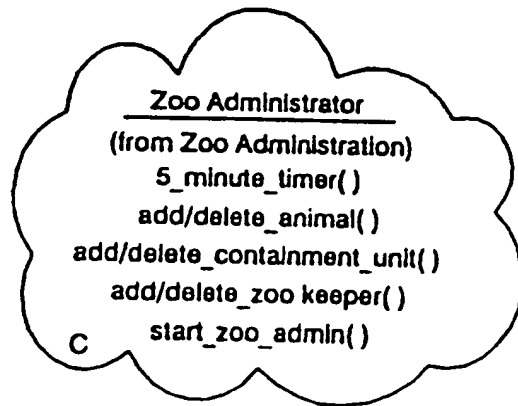 Zoo Administrator
(from Zoo Administration)
5_minute_timer( )
add/delete_animal( )
add/delete_containment_unit( )
add/delete_zoo keeper( )
start_zoo_admin( )
C